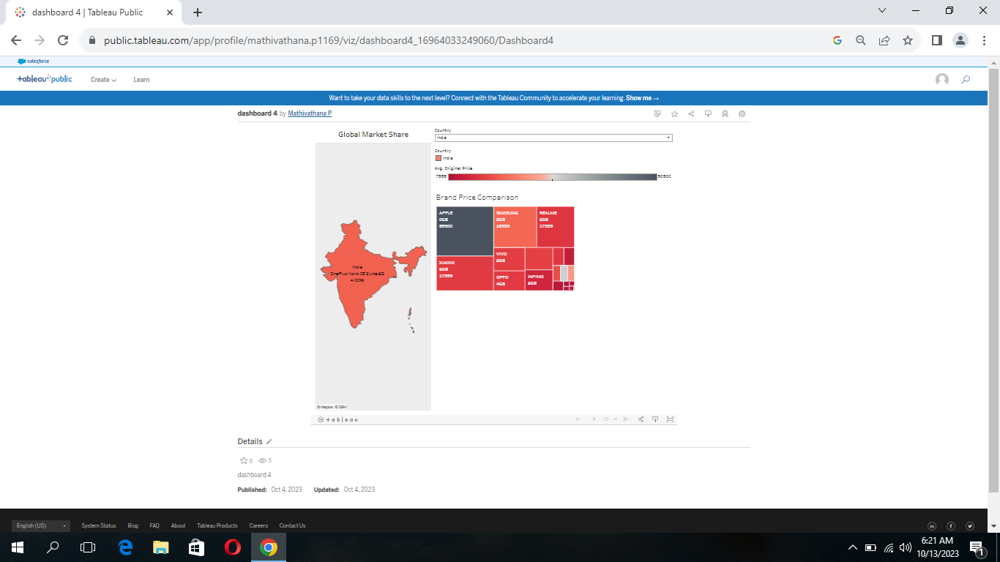 dashboard 4 | Tableau Public
public.tableau.com/app/profile/mathivathana.p1169/viz/dashboard4_16964033249060/Dashboard4
salesforce
+ableau public
Create
Learn
Want to take your data skills to the next level? Connect with the Tableau Community to accelerate your learning. Show me →
dashboard 4 by Mathivathana P
Global Market Share
Country
India
Country
India
Avg. Original Price
7999
90900
Brand Price Comparison
APPLE
0GB
89900
SAMSUNG
6GB
18999
REALME
6GB
17999
XIAOMI
6GB
17999
VIVO
6GB
OPPO
4GB
INFINIX
8GB
India
OnePlus Nord CE 2 Lite 5G
4.00%
© Mapbox © OSM
+ableau
Details
0
3
dashboard 4
Published: Oct 4, 2023
Updated: Oct 4, 2023
English (US)
System Status
Blog
FAQ
About
Tableau Products
Careers
Contact Us
6:21 AM
10/13/2023
1